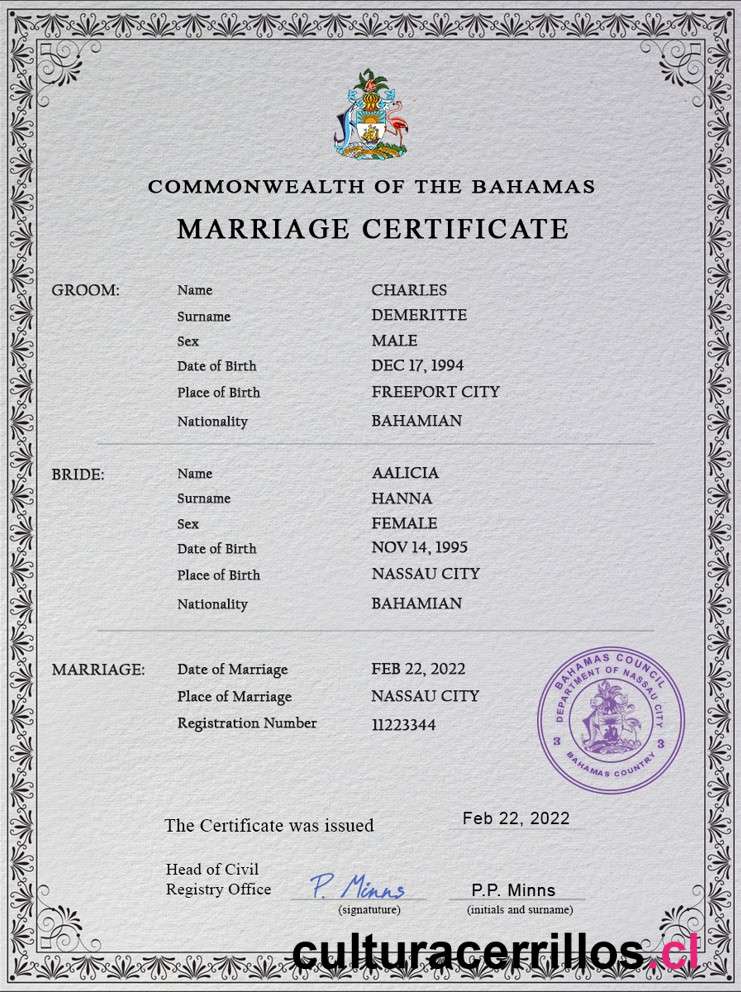 COMMONWEALTH OF THE BAHAMAS
MARRIAGE CERTIFICATE
GROOM: Name CHARLES
Surname DEMERITTE
Sex MALE
Date of Birth DEC 17, 1994
Place of Birth FREEPORT CITY
Nationality BAHAMIAN
BRIDE: Name AALICIA
Surname HANNA
Sex FEMALE
Date of Birth NOV 14, 1995
Place of Birth NASSAU CITY
Nationality BAHAMIAN
MARRIAGE: Date of Marriage FEB 22, 2022
Place of Marriage NASSAU CITY
Registration Number 11223344
BAHAMAS COUNCIL
DEPARTMENT OF NASSAU CITY
3 3
BAHAMAS COUNTRY
The Certificate was issued Feb 22, 2022
Head of Civil
Registry Office P. Minns P.P. Minns
(signatuture) (initials and surname)
culturacerrillos.cl